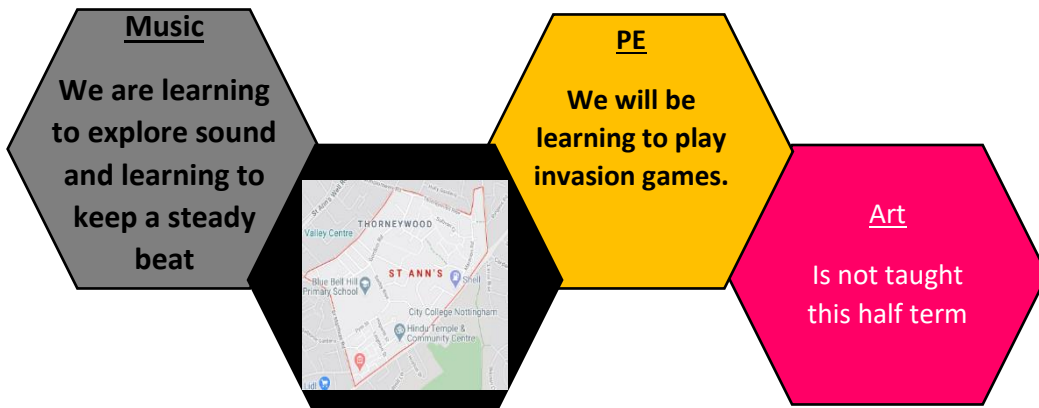 Music
We are learning
to explore sound
and learning to
keep a steady
beat
THORNEYWOOD
Valley Centre
ST ANN'S
Blue Bell Hill
Primary School
Shell
City College Nottingham
Hindu Temple &
Community Centre
Lidl
PE
We will be
learning to play
invasion games.
Art
Is not taught
this half term